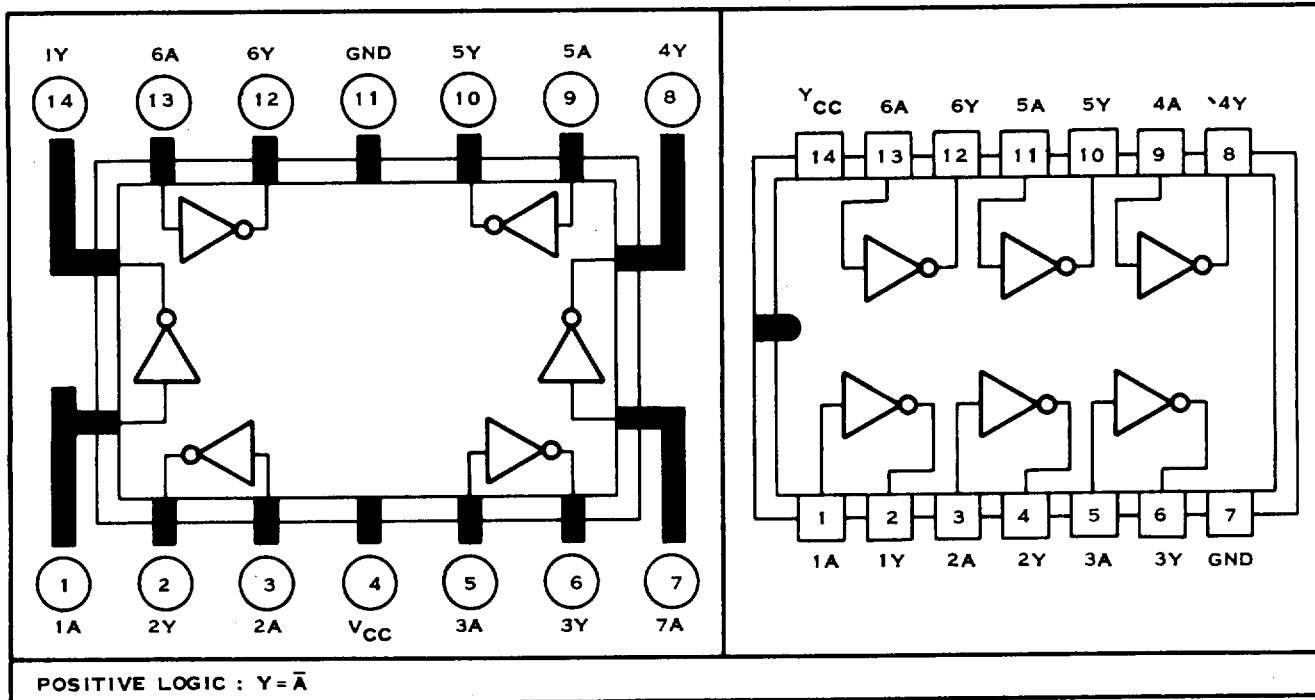 1Y 6A 6Y GND 5Y 5A 4Y
14 13 12 11 10 9 8
1 2 3 4 5 6 7
1A 2Y 2A VCC 3A 3Y 7A
YCC 6A 6Y 5A 5Y 4A 4Y
14 13 12 11 10 9 8
1 2 3 4 5 6 7
1A 1Y 2A 2Y 3A 3Y GND
POSITIVE LOGIC : Y=A̅